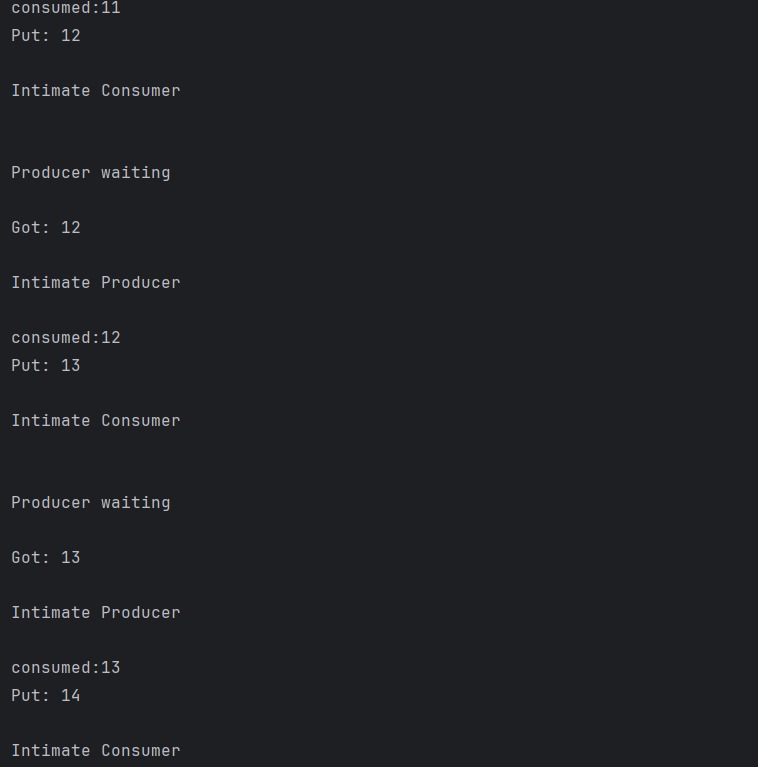 consumed:11
Put: 12
Intimate Consumer
Producer waiting
Got: 12
Intimate Producer
consumed:12
Put: 13
Intimate Consumer
Producer waiting
Got: 13
Intimate Producer
consumed:13
Put: 14
Intimate Consumer